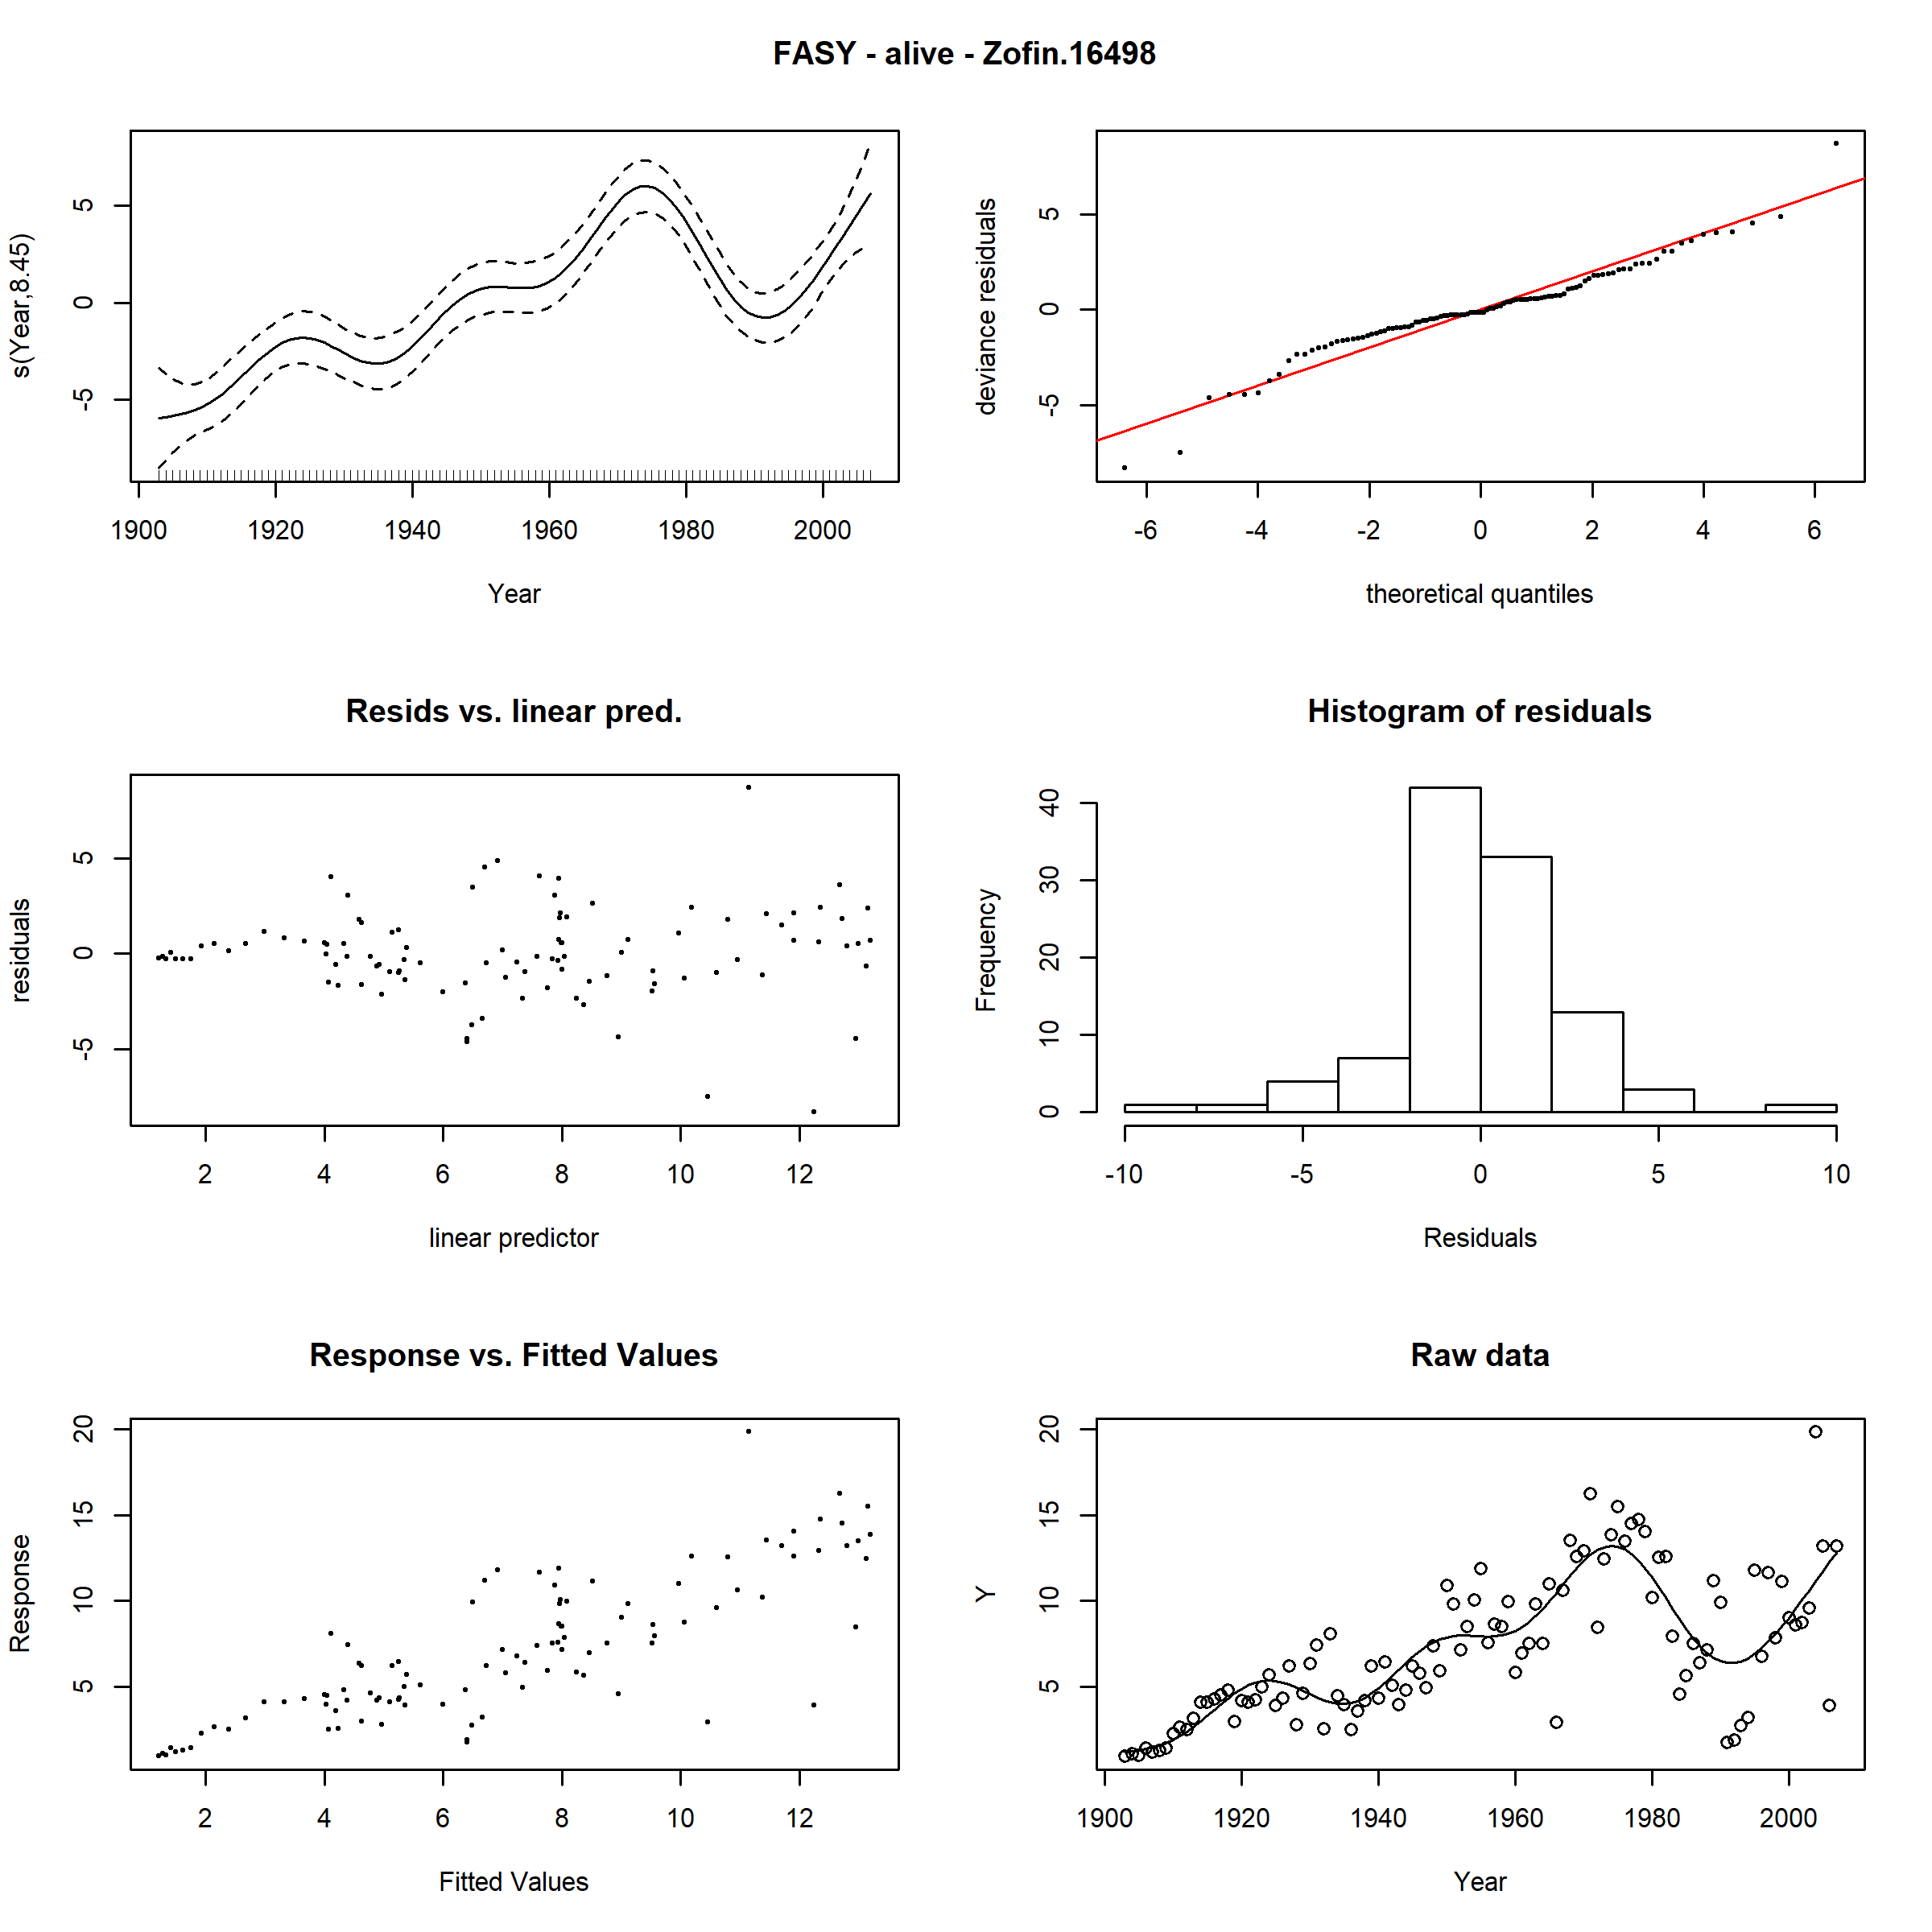 FASY - alive - Zofin.16498
s(Year,8.45)
5
0
-5
1900 1920 1940 1960 1980 2000
Year
deviance residuals
5
0
-5
-6 -4 -2 0 2 4 6
theoretical quantiles
Resids vs. linear pred.
residuals
5
0
-5
2 4 6 8 10 12
linear predictor
Histogram of residuals
Frequency
40
30
20
10
0
-10 -5 0 5 10
Residuals
Response vs. Fitted Values
Response
20
15
10
5
2 4 6 8 10 12
Fitted Values
Raw data
Y
20
15
10
5
1900 1920 1940 1960 1980 2000
Year